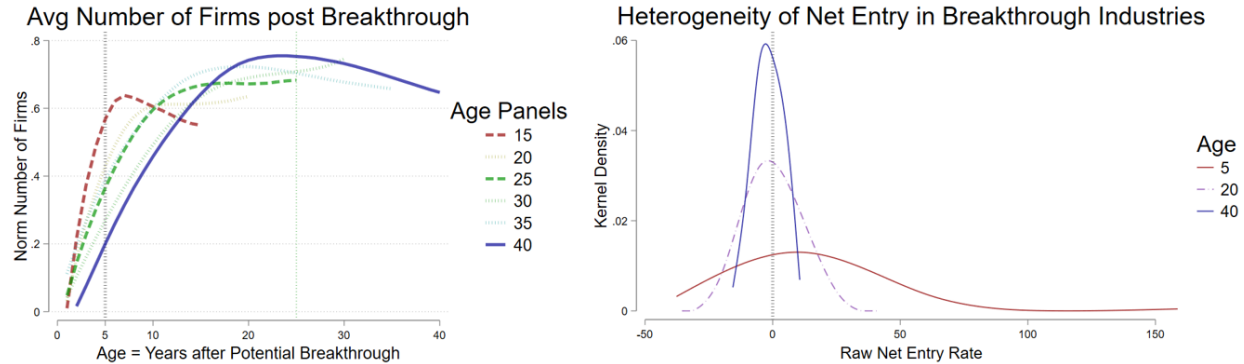 Avg Number of Firms post Breakthrough
Norm Number of Firms
.8
.6
.4
.2
0
0 5 10 20 30 40
Age = Years after Potential Breakthrough
Age Panels
15
20
25
30
35
40
Heterogeneity of Net Entry in Breakthrough Industries
Kernel Density
.06
.04
.02
0
-50 0 50 100 150
Raw Net Entry Rate
Age
5
20
40